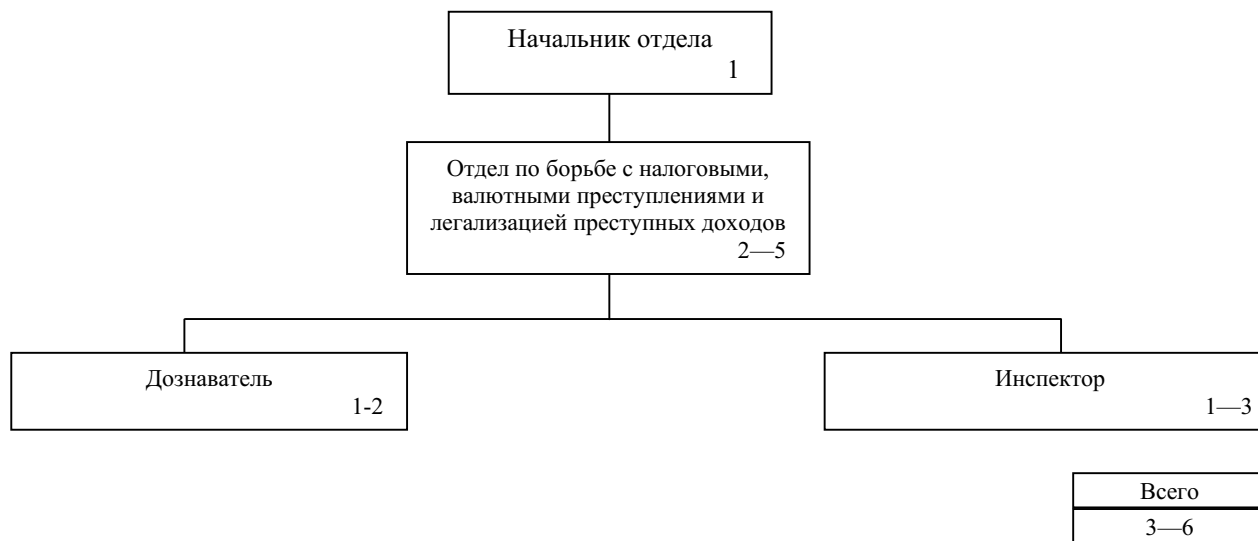 Начальник отдела
1
Отдел по борьбе с налоговыми,
валютными преступлениями и
легализацией преступных доходов
2—5
Дознаватель
1-2
Инспектор
1—3
Всего
3—6